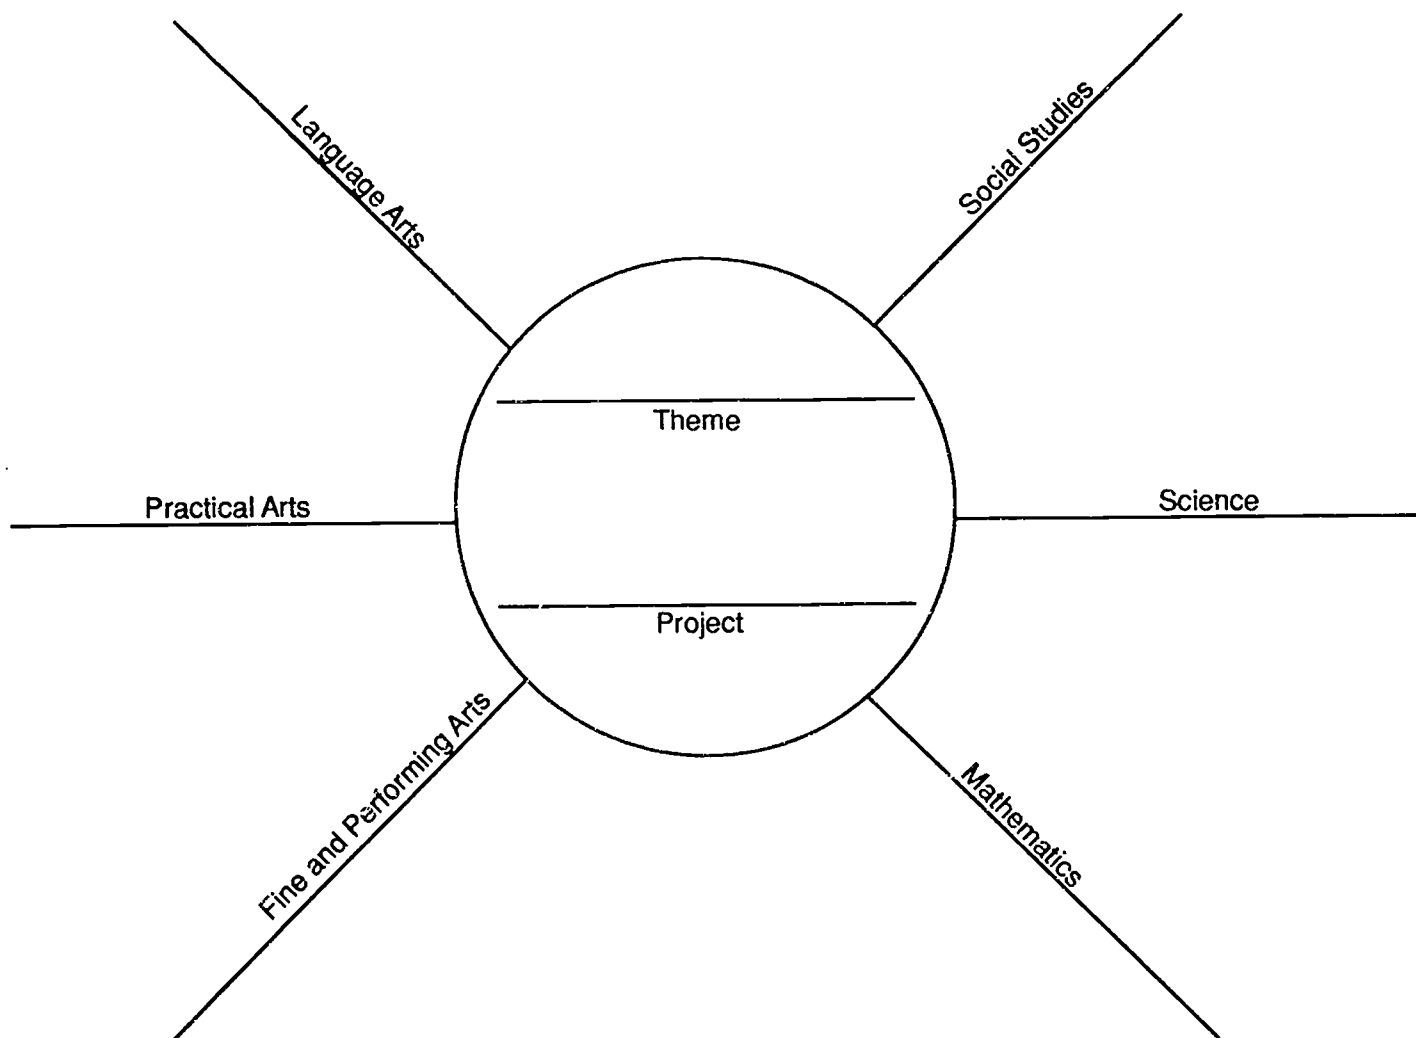 Language Arts
Social Studies
Theme
Practical Arts
Science
Project
Fine and Performing Arts
Mathematics